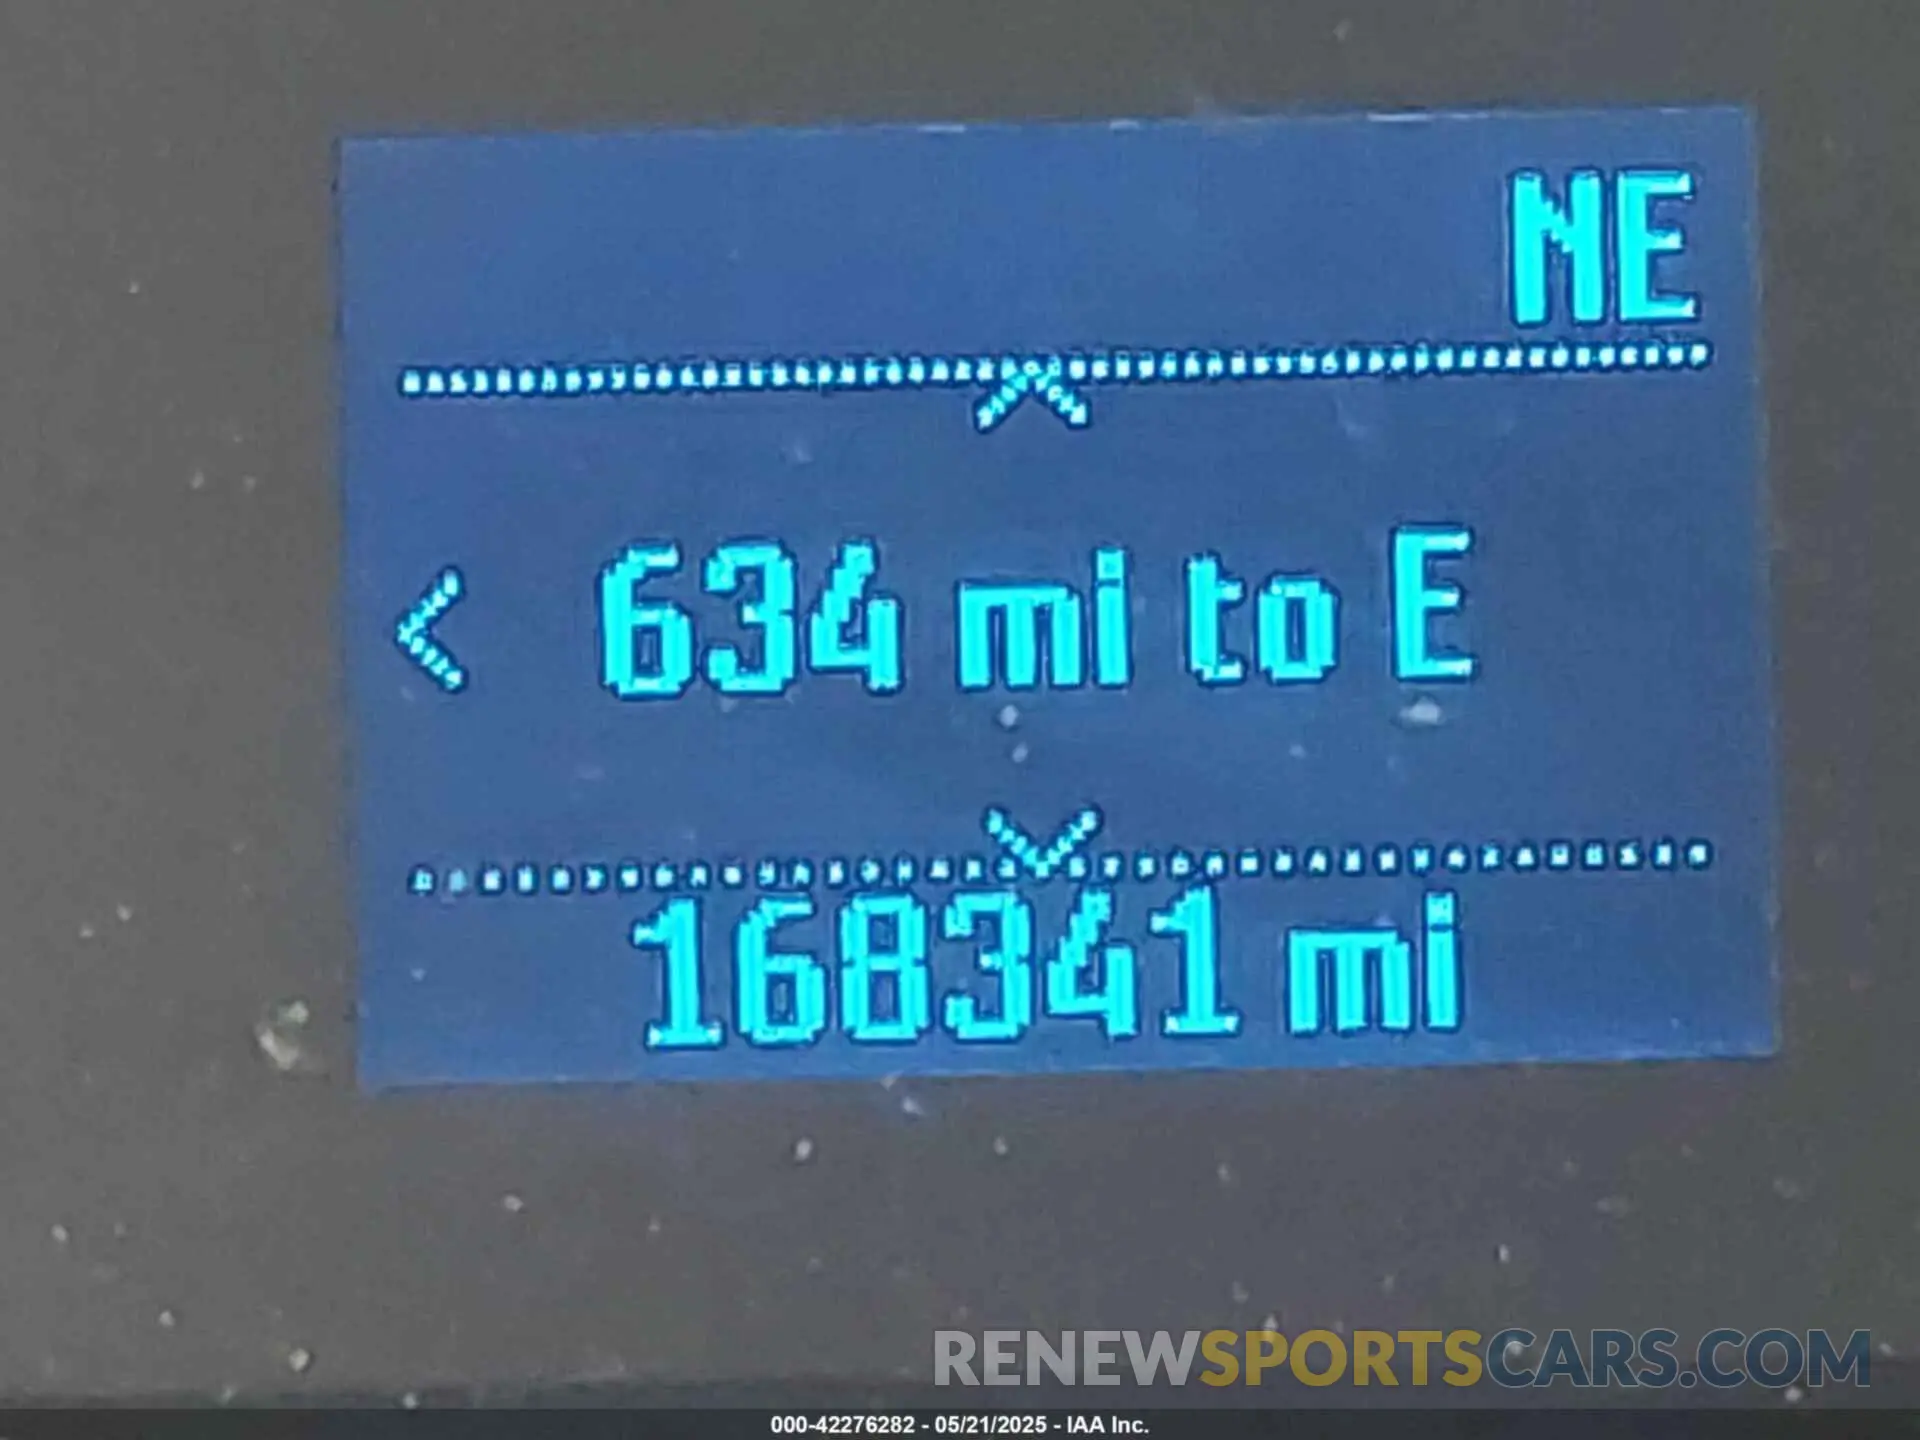 NE
< 634 mi to E
168341 mi
RENEWSPORTSCARS.COM
000-42276282 - 05/21/2025 - IAA Inc.